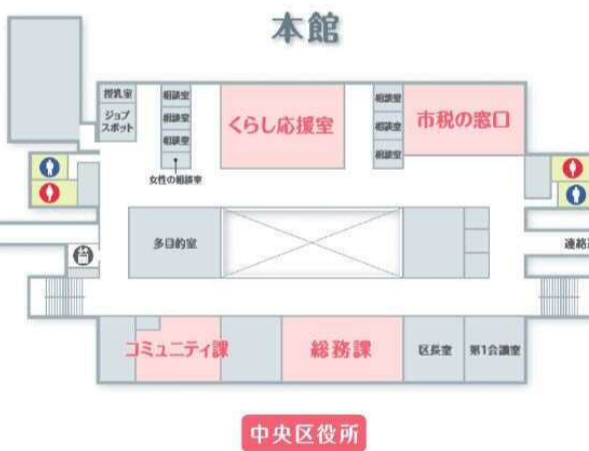 本館
授乳室
ジョブ
スポット
相談室
相談室
相談室
女性の相談室
くらし応援室
相談室
相談室
相談室
市税の窓口
多目的室
コミュニティ課
総務課
区長室
第1会議室
中央区役所